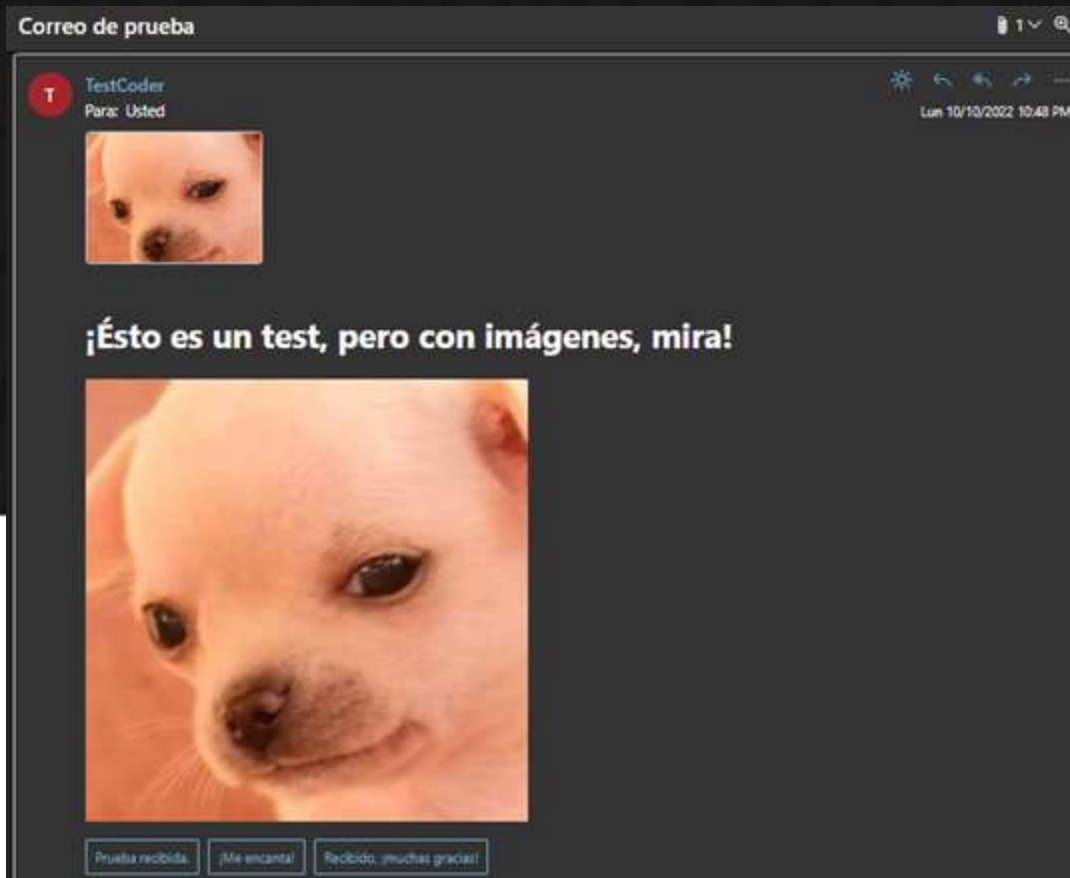 Correo de prueba
1
T
TestCoder
Para: Usted
Lun 10/10/2022 10:48 PM
¡Ésto es un test, pero con imágenes, mira!
Prueba recibida.
¡Me encanta!
Recibido, ¡muchas gracias!